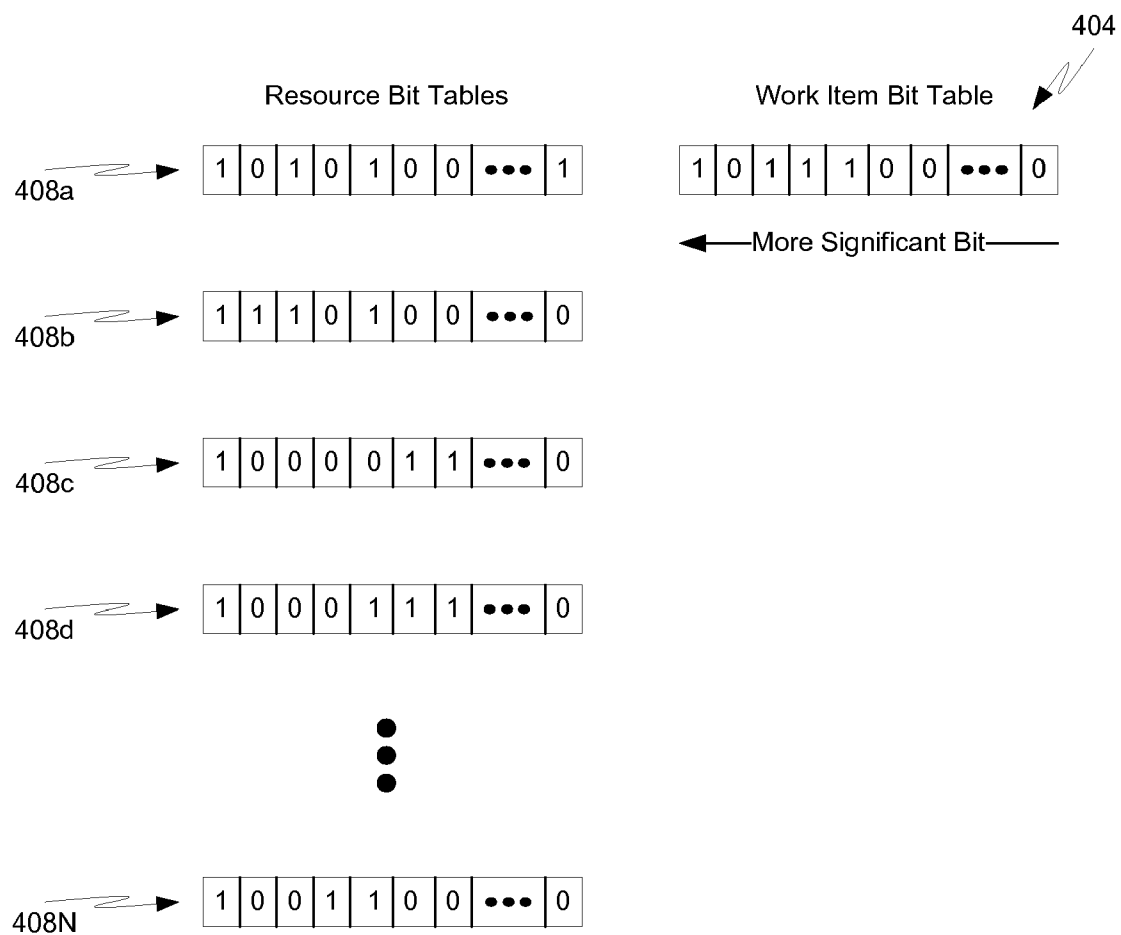 404
Resource Bit Tables
Work Item Bit Table
408a
1 0 1 0 1 0 0 ••• 1
1 0 1 1 1 0 0 ••• 0
More Significant Bit
408b
1 1 1 0 1 0 0 ••• 0
408c
1 0 0 0 0 1 1 ••• 0
408d
1 0 0 0 1 1 1 ••• 0
408N
1 0 0 1 1 0 0 ••• 0